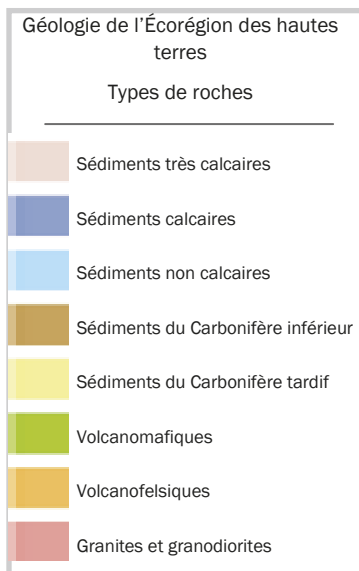 Géologie de l'Écorégion des hautes
terres
Types de roches
Sédiments très calcaires
Sédiments calcaires
Sédiments non calcaires
Sédiments du Carbonifère inférieur
Sédiments du Carbonifère tardif
Volcanomafiques
Volcanofelsiques
Granites et granodiorites